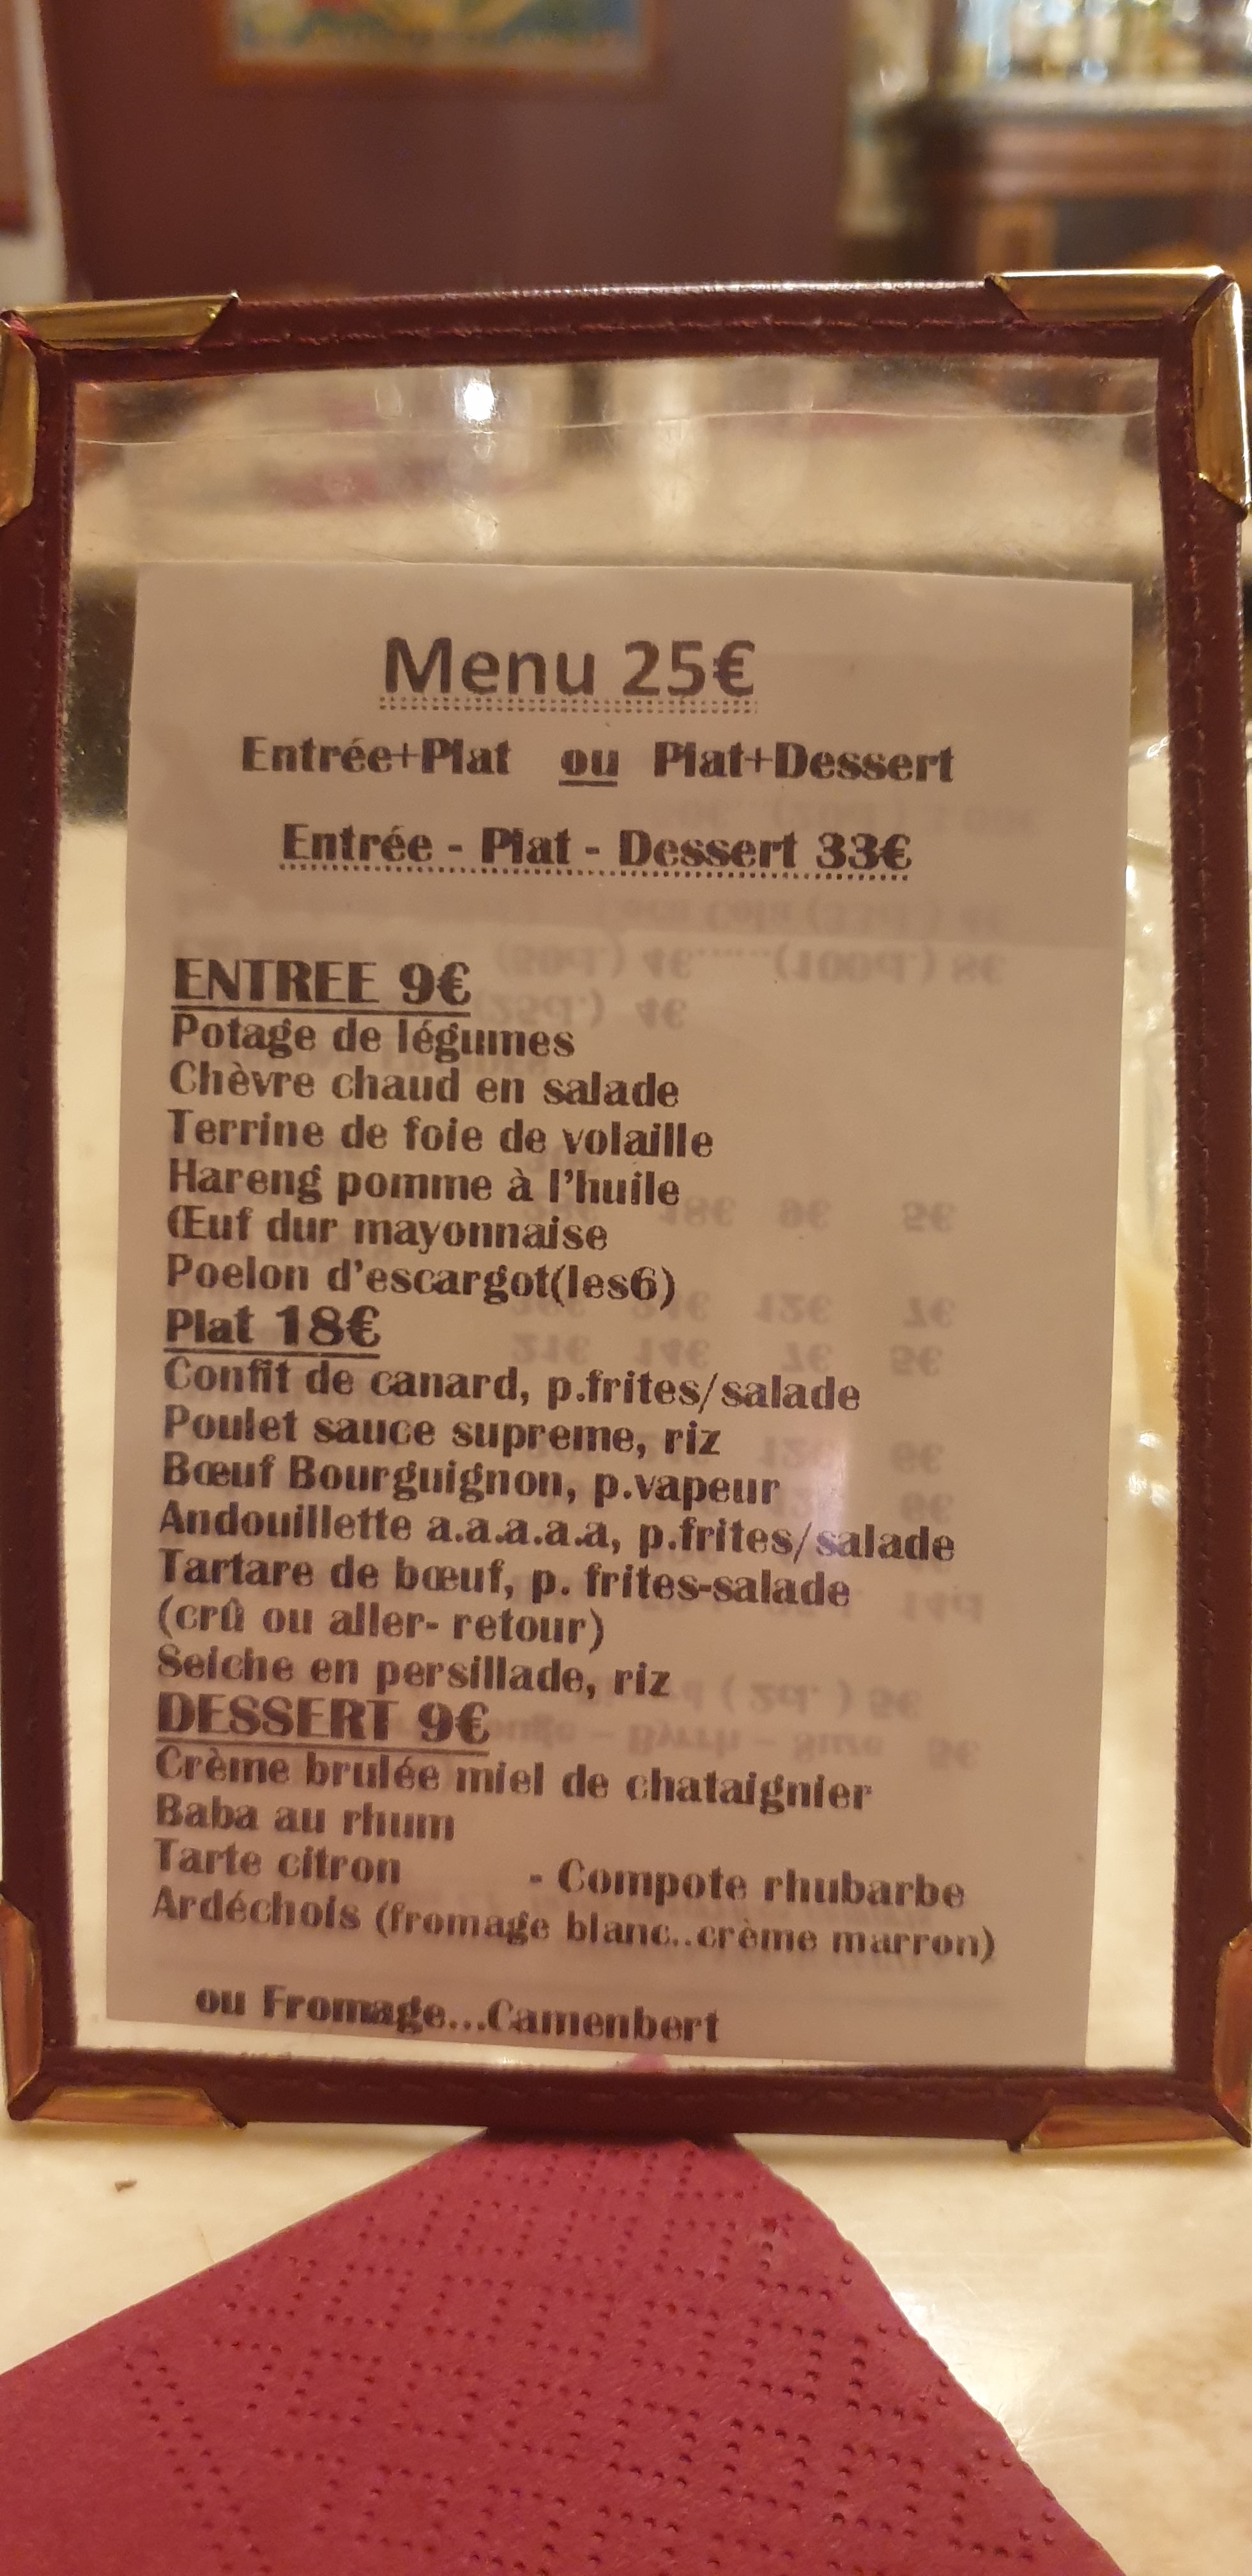 Menu 25€
Entrée+Plat ou Plat+Dessert
Entrée - Plat - Dessert 33€
ENTREE 9€
Potage de légumes
Chèvre chaud en salade
Terrine de foie de volaille
Hareng pomme à l'huile
Œuf dur mayonnaise
Poelon d'escargot(les6)
Plat 18€
Confit de canard, p.frites/salade
Poulet sauce supreme, riz
Bœuf Bourguignon, p.vapeur
Andouillette a.a.a.a.a, p.frites/salade
Tartare de bœuf, p. frites-salade
(crû ou aller- retour)
Seiche en persillade, riz
DESSERT 9€
Crème brulée miel de chataignier
Baba au rhum
Tarte citron - Compote rhubarbe
Ardéchois (fromage blanc..crème marron)
ou Fromage...Camenbert